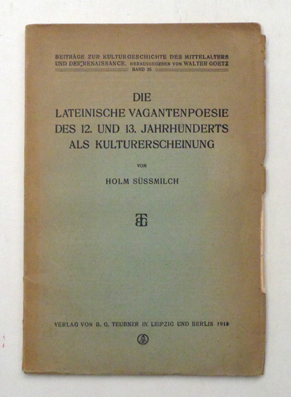 BEITRÄGE ZUR KULTURGESCHICHTE DES MITTELALTERS
UND DER RENAISSANCE. HERAUSGEGEBEN VON WALTER GOETZ
BAND 25
DIE
LATEINISCHE VAGANTENPOESIE
DES 12. UND 13. JAHRHUNDERTS
ALS KULTURERSCHEINUNG
VON
HOLM SÜSSMILCH
VERLAG VON B. G. TEUBNER IN LEIPZIG UND BERLIN 1918